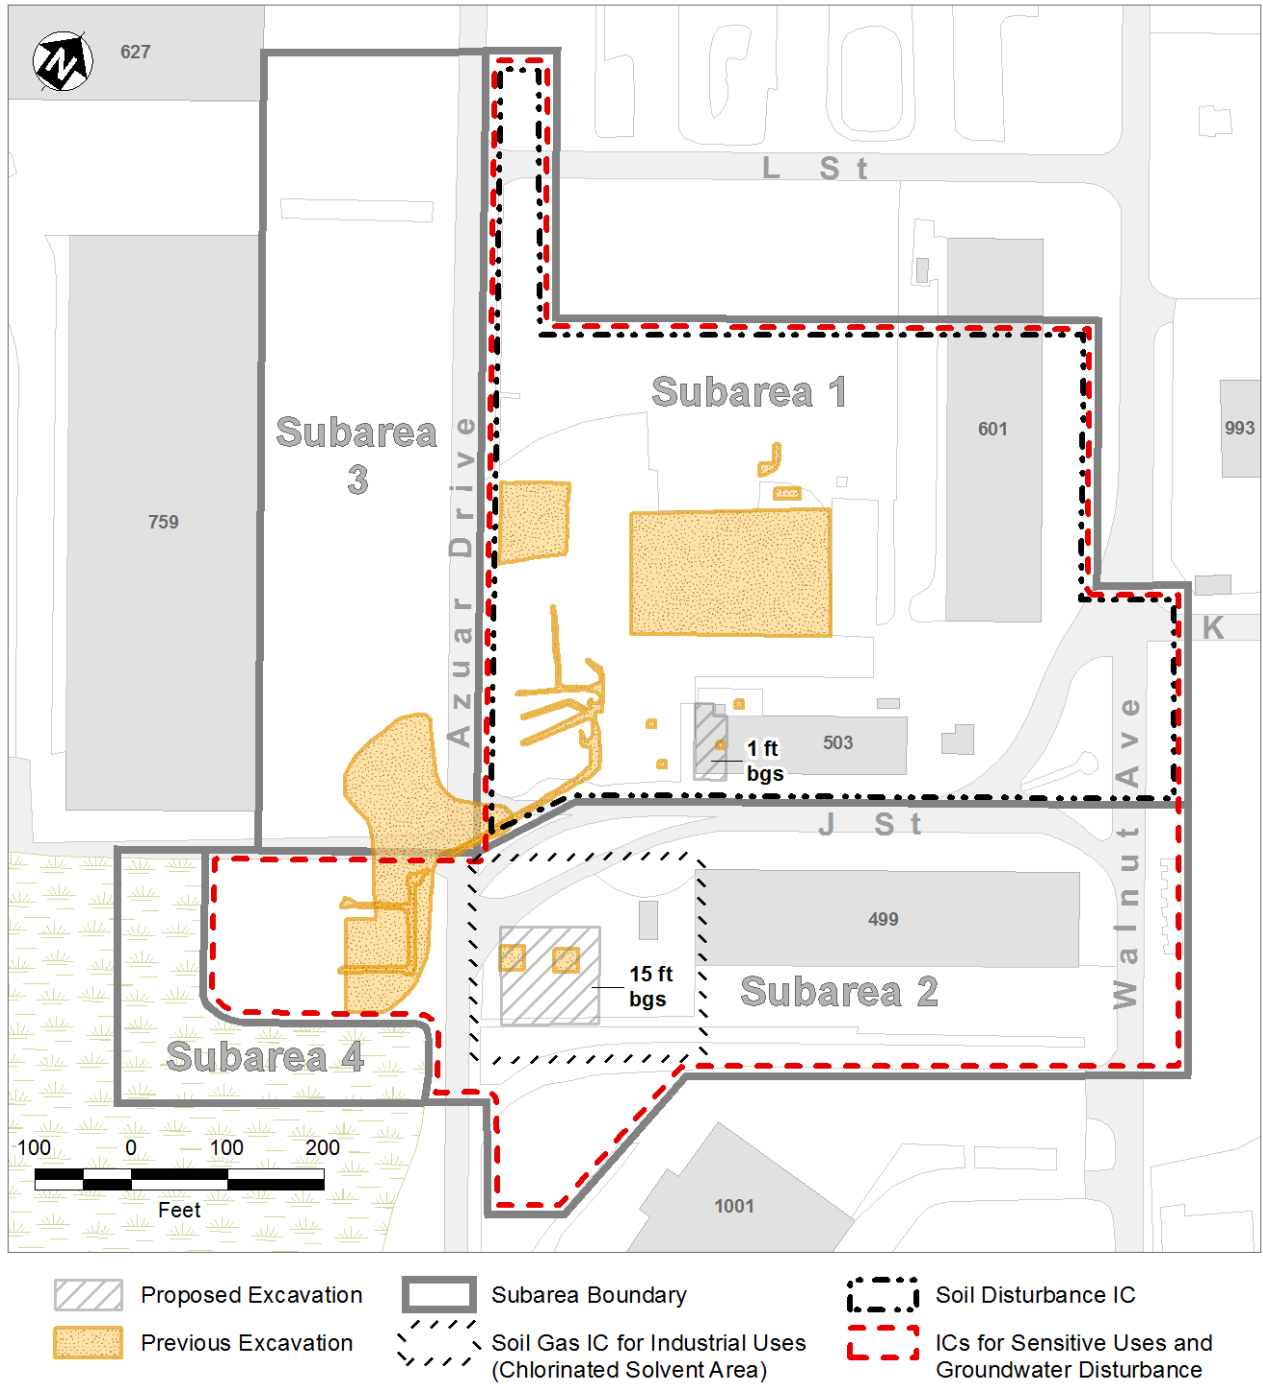 N
627
L St
Subarea 1
Subarea
3
Azuar Drive
601
993
759
K
503
1 ft
bgs
J St
Walnut Ave
499
15 ft
bgs
Subarea 2
Subarea 4
100 0 100 200
Feet
1001
Proposed Excavation
Previous Excavation
Subarea Boundary
Soil Gas IC for Industrial Uses
(Chlorinated Solvent Area)
Soil Disturbance IC
ICs for Sensitive Uses and
Groundwater Disturbance